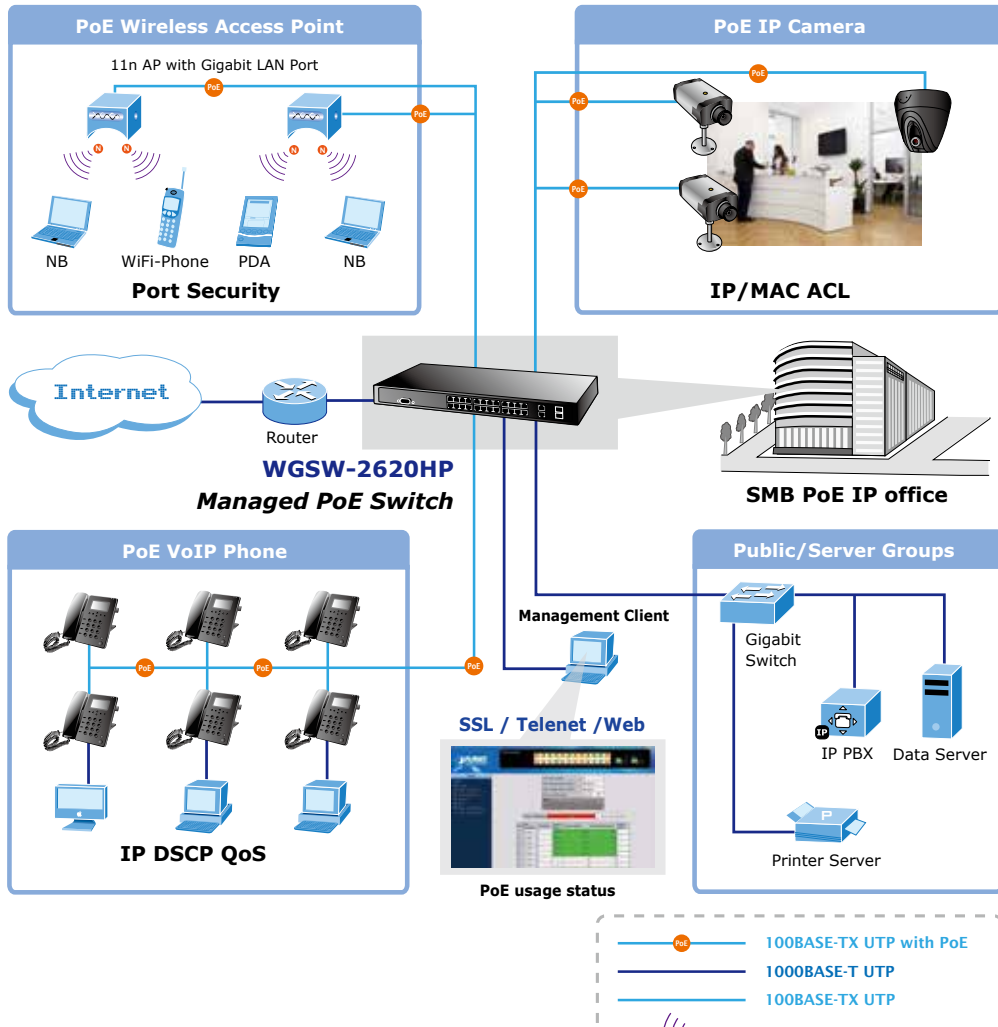 PoE Wireless Access Point
11n AP with Gigabit LAN Port
PoE
PoE
N N
N N
NB
WiFi-Phone
PDA
NB
Port Security
PoE IP Camera
PoE
PoE
PoE
IP/MAC ACL
Internet
Router
WGSW-2620HP
Managed PoE Switch
SMB PoE IP office
PoE VoIP Phone
PoE
PoE
PoE
IP DSCP QoS
Management Client
SSL / Telenet /Web
PoE usage status
Public/Server Groups
Gigabit
Switch
IP
IP PBX
Data Server
P
Printer Server
PoE
100BASE-TX UTP with PoE
1000BASE-T UTP
100BASE-TX UTP